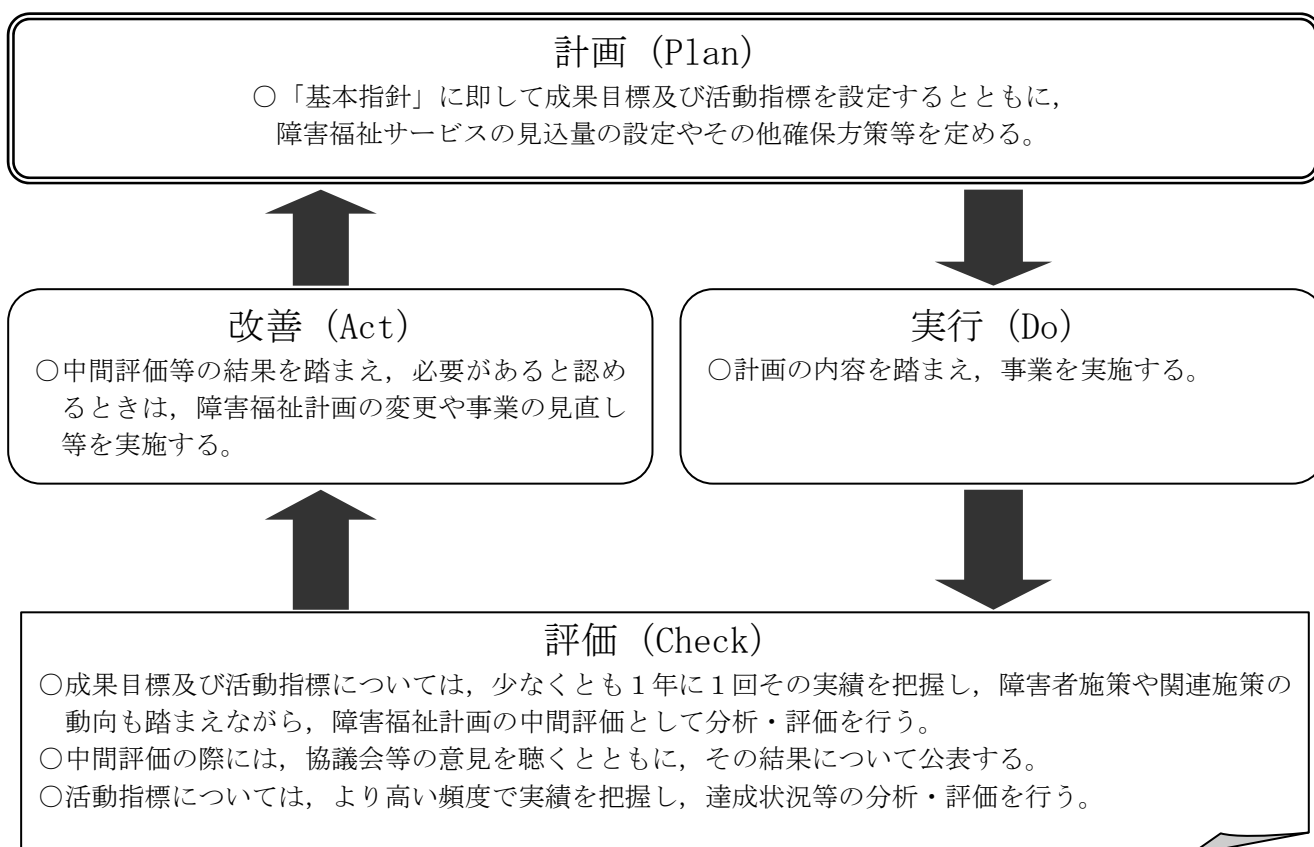 計画（Plan）
○「基本指針」に即して成果目標及び活動指標を設定するとともに，
障害福祉サービスの見込量の設定やその他確保方策等を定める。
改善（Act）
○中間評価等の結果を踏まえ，必要があると認め
るときは，障害福祉計画の変更や事業の見直し
等を実施する。
実行（Do）
○計画の内容を踏まえ，事業を実施する。
評価（Check）
○成果目標及び活動指標については，少なくとも１年に１回その実績を把握し，障害者施策や関連施策の
動向も踏まえながら，障害福祉計画の中間評価として分析・評価を行う。
○中間評価の際には，協議会等の意見を聴くとともに，その結果について公表する。
○活動指標については，より高い頻度で実績を把握し，達成状況等の分析・評価を行う。